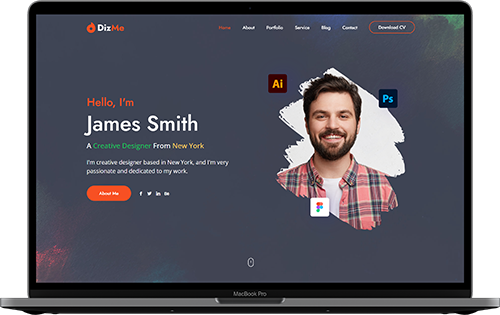 DizMe
Home About Portfolio Service Blog Contact Download CV
Hello, I'm
James Smith
A Creative Designer From New York
I'm creative designer based in New York, and I'm very
passionate and dedicated to my work.
About Me
Ai
Ps
MacBook Pro